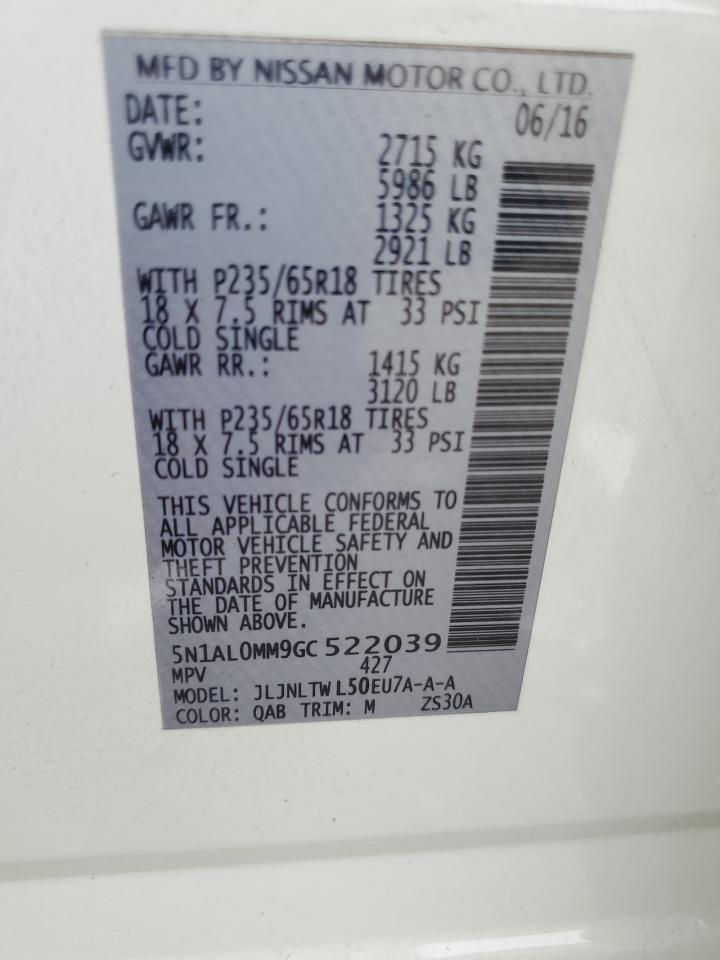 MFD BY NISSAN MOTOR CO., LTD.
DATE: 06/16
GVWR: 2715 KG
5986 LB
GAWR FR.: 1325 KG
2921 LB
WITH P235/65R18 TIRES
18 X 7.5 RIMS AT 33 PSI
COLD SINGLE
GAWR RR.: 1415 KG
3120 LB
WITH P235/65R18 TIRES
18 X 7.5 RIMS AT 33 PSI
COLD SINGLE
THIS VEHICLE CONFORMS TO
ALL APPLICABLE FEDERAL
MOTOR VEHICLE SAFETY AND
THEFT PREVENTION
STANDARDS IN EFFECT ON
THE DATE OF MANUFACTURE
SHOWN ABOVE.
5N1AL0MM9GC 522039
MPV 427
MODEL: JLJNLTW L50EU7A-A-A
COLOR: QAB TRIM: M ZS30A